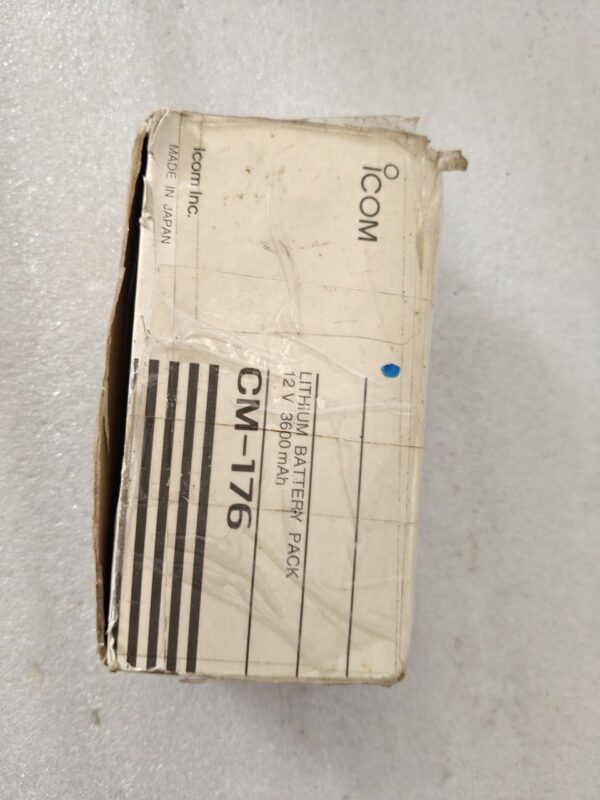 iCOM
LITHIUM BATTERY PACK
12 V 3600 mAh
CM-176
Icom Inc.
MADE IN JAPAN